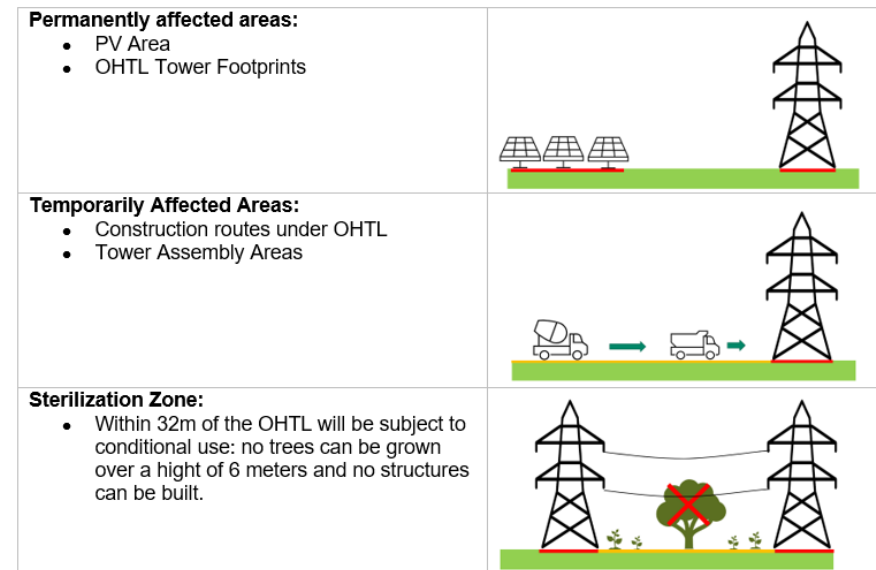 Permanently affected areas:
• PV Area
• OHTL Tower Footprints
Temporarily Affected Areas:
• Construction routes under OHTL
• Tower Assembly Areas
Sterilization Zone:
• Within 32m of the OHTL will be subject to
conditional use: no trees can be grown
over a hight of 6 meters and no structures
can be built.